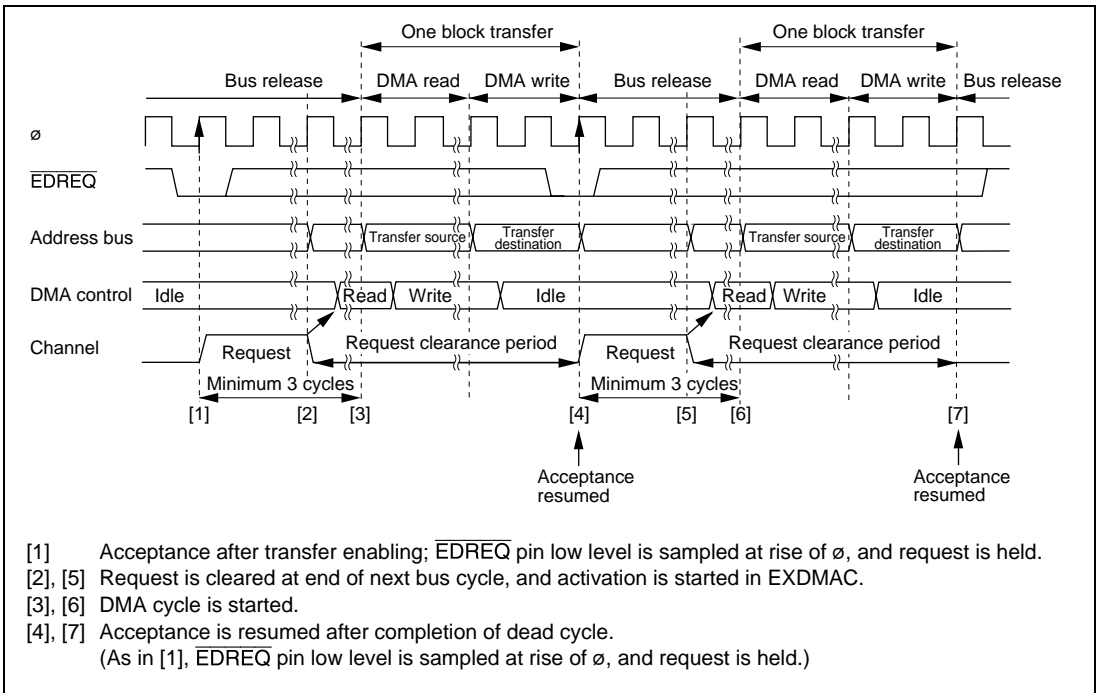 One block transfer One block transfer
Bus release DMA read DMA write Bus release DMA read DMA write Bus release
ø
EDREQ
Address bus Transfer source Transfer destination Transfer source Transfer destination
DMA control Idle Read Write Idle Read Write Idle
Channel Request Request clearance period Request Request clearance period
Minimum 3 cycles Minimum 3 cycles
[1] [2] [3] [4] [5] [6] [7]
Acceptance resumed Acceptance resumed
[1] Acceptance after transfer enabling; EDREQ pin low level is sampled at rise of ø, and request is held.
[2], [5] Request is cleared at end of next bus cycle, and activation is started in EXDMAC.
[3], [6] DMA cycle is started.
[4], [7] Acceptance is resumed after completion of dead cycle.
(As in [1], EDREQ pin low level is sampled at rise of ø, and request is held.)